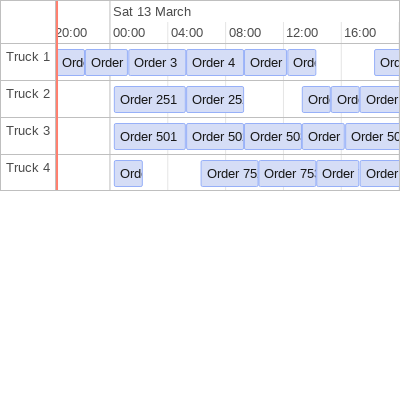 Sat 13 March
20:00 00:00 04:00 08:00 12:00 16:00
Truck 1 Ord Order Order 3 Order 4 Order Ord Ord
Truck 2 Order 251 Order 25 Ord Ord Order
Truck 3 Order 501 Order 50 Order 50 Order Order 50
Truck 4 Ord Order 75 Order 75 Order Order